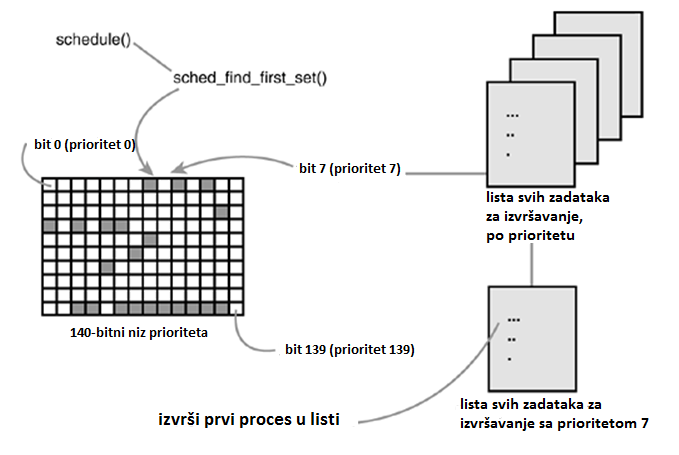 schedule()
sched_find_first_set()
bit 0 (prioritet 0)
bit 7 (prioritet 7)
...
..
.
lista svih zadataka
za izvršavanje,
po prioritetu
140-bitni niz prioriteta
bit 139 (prioritet 139)
...
..
.
izvrši prvi proces u listi
lista svih zadataka za
izvršavanje sa prioritetom 7